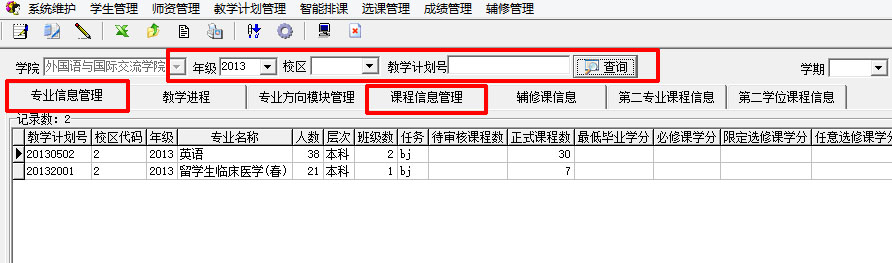 系统维护 学生管理 师资管理 教学计划管理 智能排课 选课管理 成绩管理 辅修管理
学院 外国语与国际交流学院 年级 2013 校区 教学计划号 查询 学期
专业信息管理 教学进程 专业方向模块管理 课程信息管理 辅修课信息 第二专业课程信息 第二学位课程信息
记录数: 2
教学计划号 校区代码 年级 专业名称 人数 层次 班级数 任务 待审核课程数 正式课程数 最低毕业学分 必修课学分 限定选修课学分 任意选修课学分
20130502 2 2013 英语 38 本科 2 bj 30
20132001 2 2013 留学生临床医学(春) 21 本科 1 bj 7